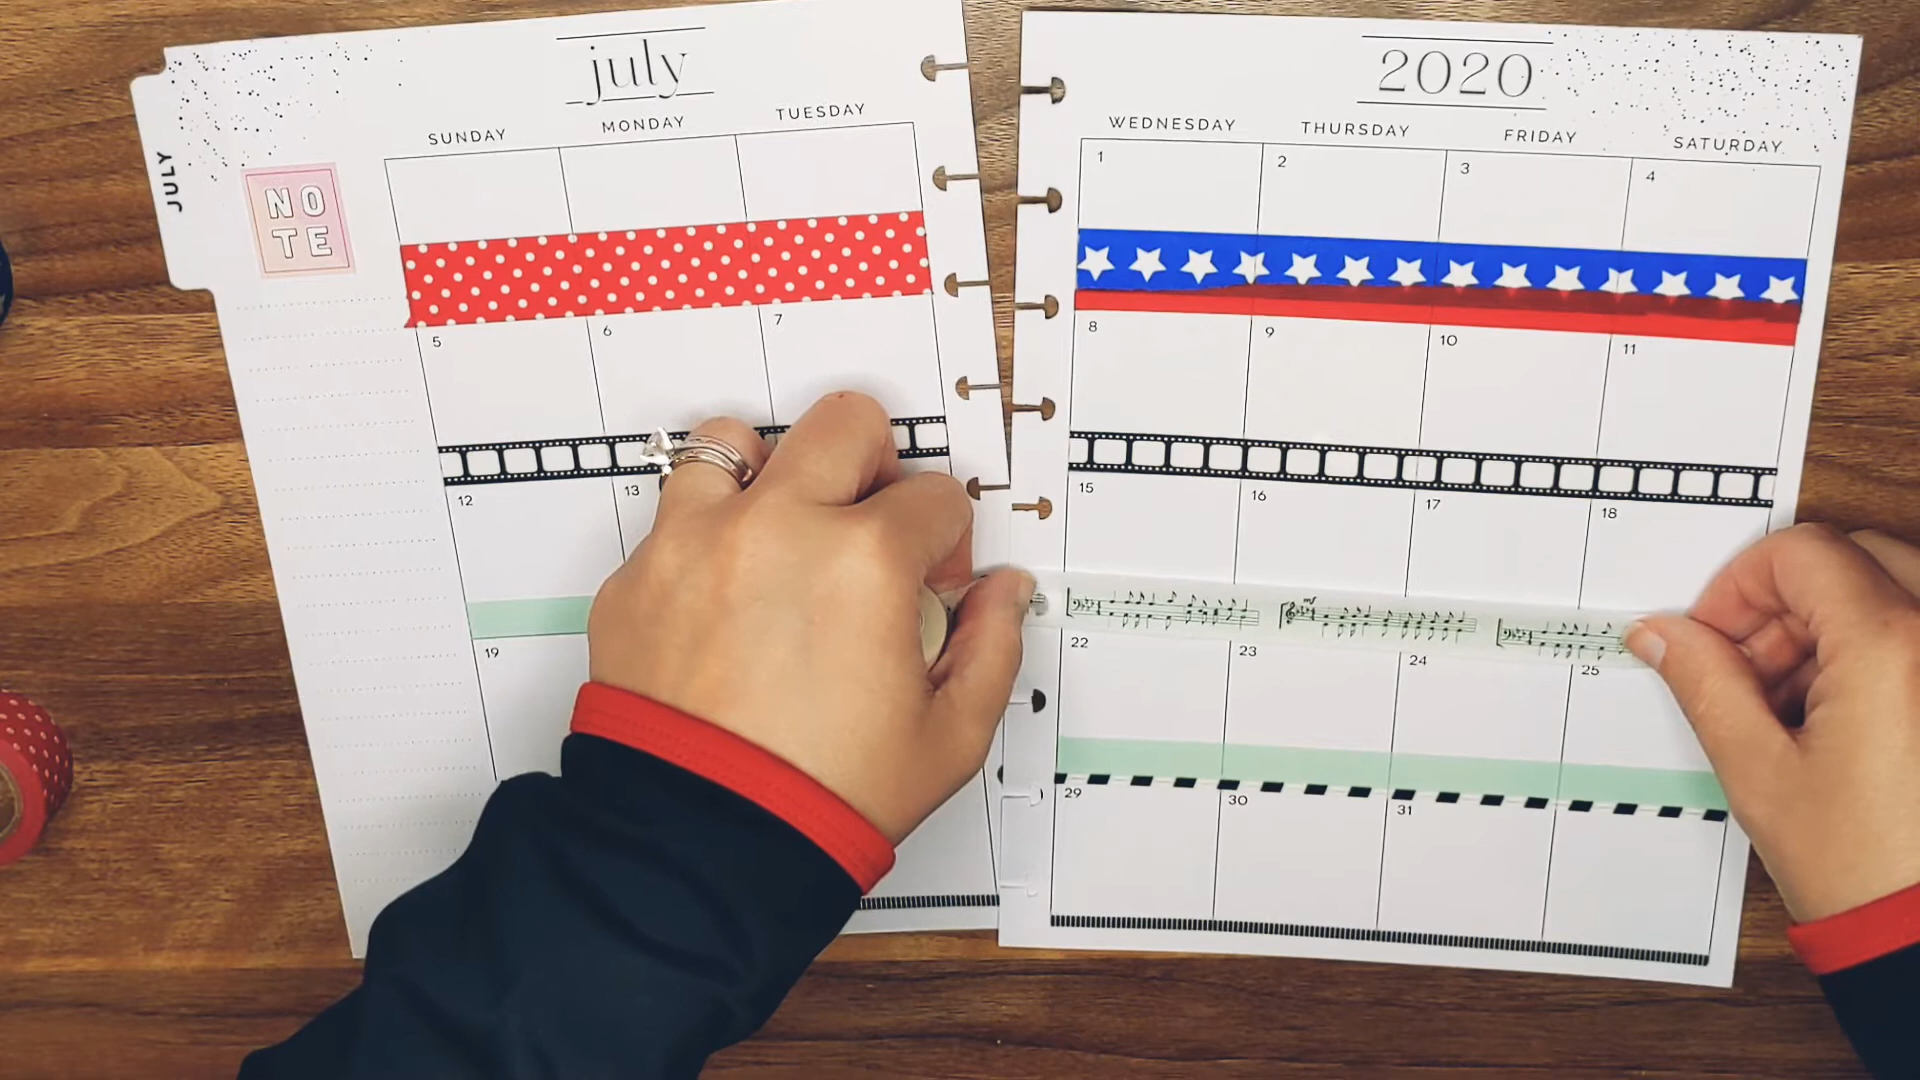 july
2020
JULY
SUNDAY MONDAY TUESDAY
WEDNESDAY THURSDAY FRIDAY SATURDAY
NO
TE
1 2 3 4
5 6 7
8 9 10 11
12 13
15 16 17 18
19
22 23 24 25
29 30 31